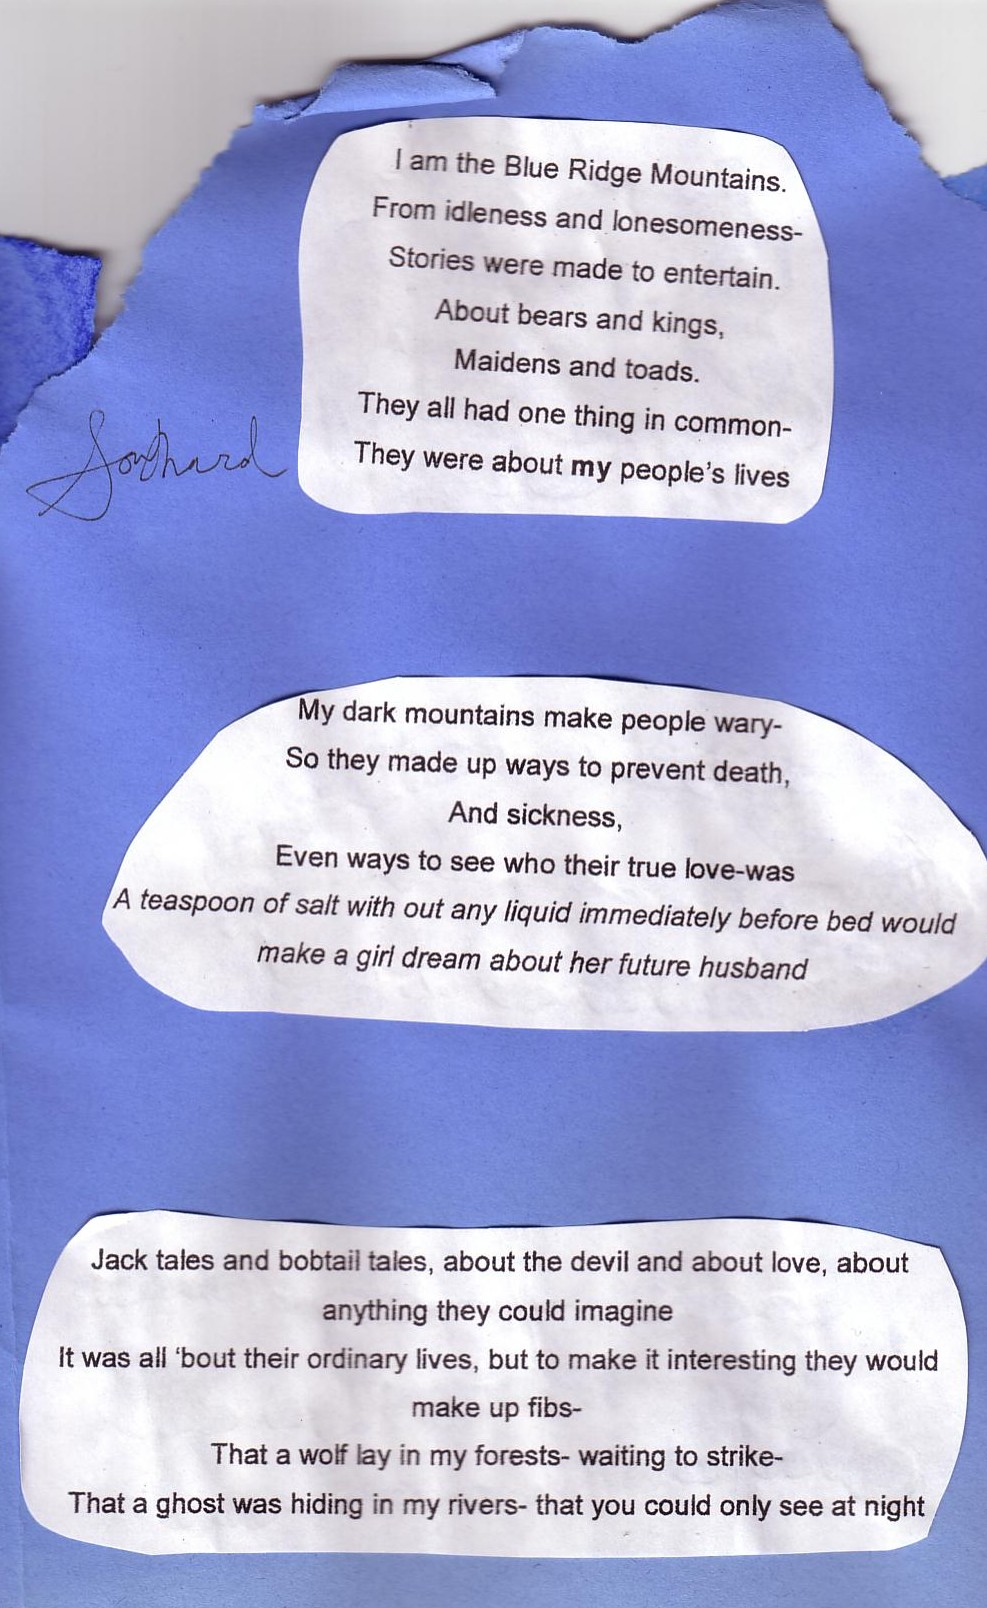 I am the Blue Ridge Mountains.
From idleness and lonesomeness-
Stories were made to entertain.
About bears and kings,
Maidens and toads.
They all had one thing in common-
They were about my people's lives
My dark mountains make people wary-
So they made up ways to prevent death,
And sickness,
Even ways to see who their true love-was
A teaspoon of salt with out any liquid immediately before bed would
make a girl dream about her future husband
Jack tales and bobtail tales, about the devil and about love, about
anything they could imagine
It was all ‘bout their ordinary lives, but to make it interesting they would
make up fibs-
That a wolf lay in my forests- waiting to strike-
That a ghost was hiding in my rivers- that you could only see at night